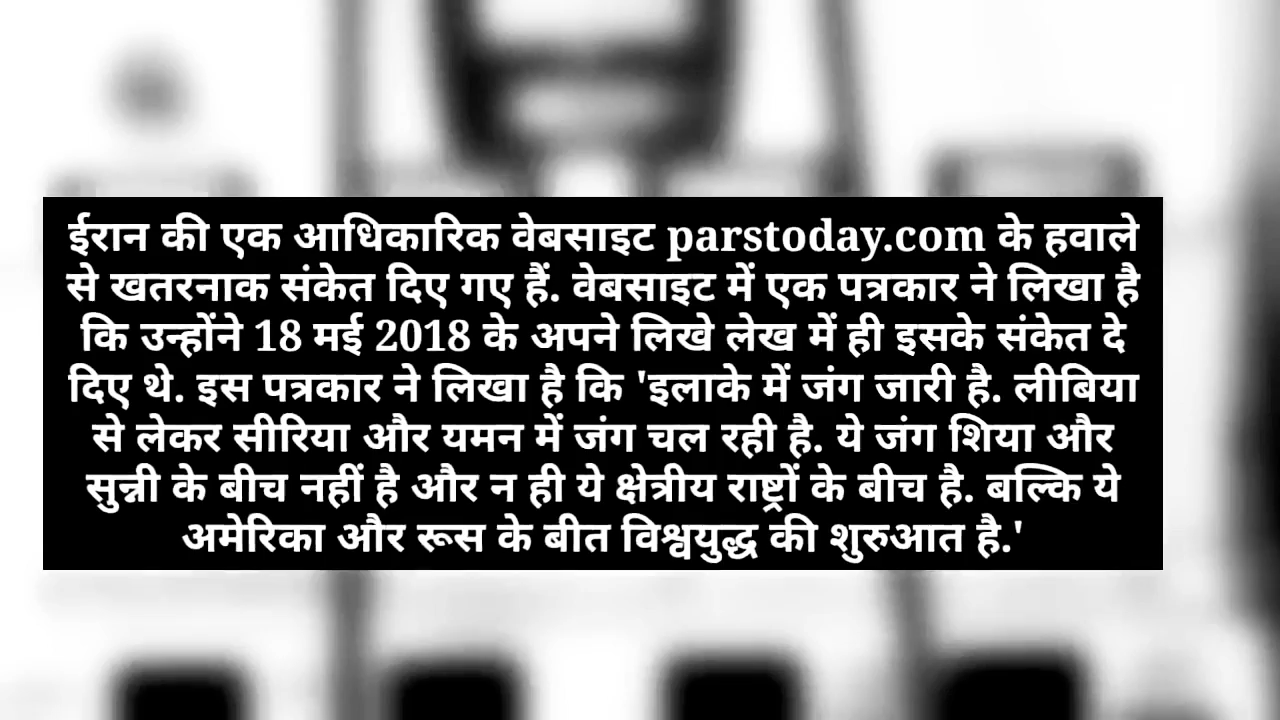 ईरान की एक आधिकारिक वेबसाइट parstoday.com के हवाले
से खतरनाक संकेत दिए गए हैं. वेबसाइट में एक पत्रकार ने लिखा है
कि उन्होंने 18 मई 2018 के अपने लिखे लेख में ही इसके संकेत दे
दिए थे. इस पत्रकार ने लिखा है कि 'इलाके में जंग जारी है. लीबिया
से लेकर सीरिया और यमन में जंग चल रही है. ये जंग शिया और
सुन्नी के बीच नहीं है और न ही ये क्षेत्रीय राष्ट्रों के बीच है. बल्कि ये
अमेरिका और रूस के बीत विश्वयुद्ध की शुरुआत है.'